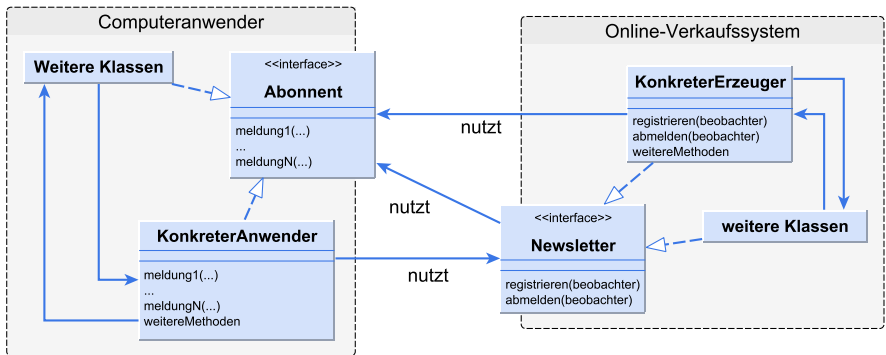 Computeranwender
Weitere Klassen
<<interface>>
Abonnent
meldung1(...)
...
meldungN(...)
KonkreterAnwender
meldung1(...)
...
meldungN(...)
weitereMethoden
nutzt
nutzt
nutzt
Online-Verkaufssystem
KonkreterErzeuger
registrieren(beobachter)
abmelden(beobachter)
weitereMethoden
<<interface>>
Newsletter
registrieren(beobachter)
abmelden(beobachter)
weitere Klassen